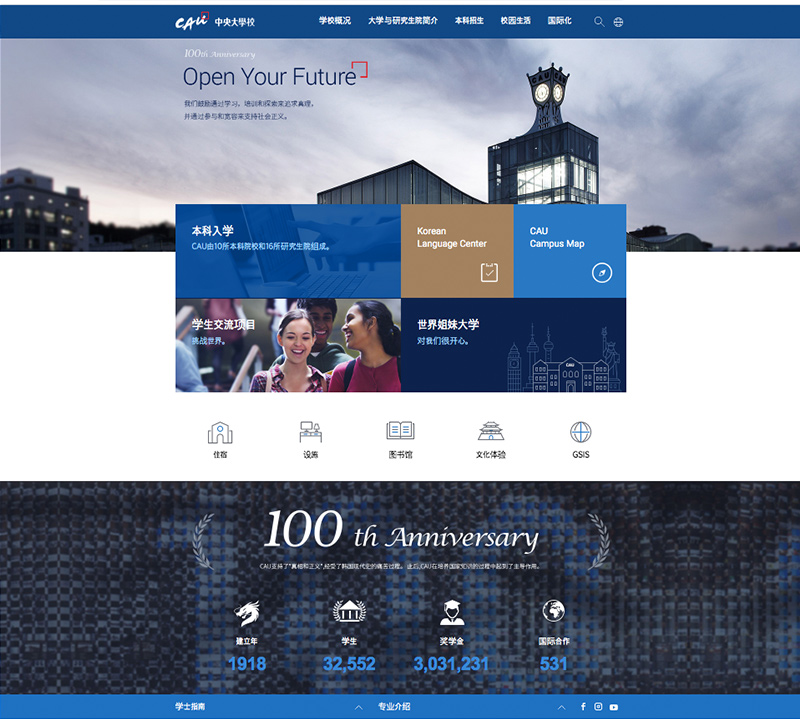 CAU 中央大學校
学校概况 大学与研究生院简介 本科招生 校园生活 国际化
100th Anniversary
Open Your Future
我们鼓励通过学习，培训和探索来追求真理，
并通过参与和宽容来支持社会正义。
CAU CAU
本科入学
CAU由10所本科院校和16所研究生院组成。
Korean
Language Center
CAU
Campus Map
学生交流项目
挑战世界。
世界姐妹大学
对我们很开心。
CAU
住宿 设施 图书馆 文化体验 GSIS
100 th Anniversary
CAU支持了“真相和正义”,经受了韩国现代史的痛苦过程。让后,CAU在培养国家知识的过程中起到了主导作用。
建立年 学生 奖学金 国际合作
1918 32,552 3,031,231 531
学士指南 专业介绍